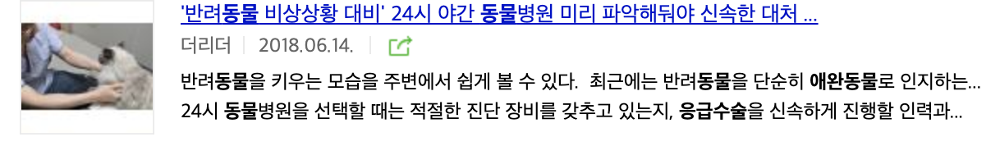 '반려동물 비상상황 대비' 24시 야간 동물병원 미리 파악해둬야 신속한 대처 ...
더리더 2018.06.14.
반려동물을 키우는 모습을 주변에서 쉽게 볼 수 있다. 최근에는 반려동물을 단순히 애완동물로 인지하는...
24시 동물병원을 선택할 때는 적절한 진단 장비를 갖추고 있는지, 응급수술을 신속하게 진행할 인력과...